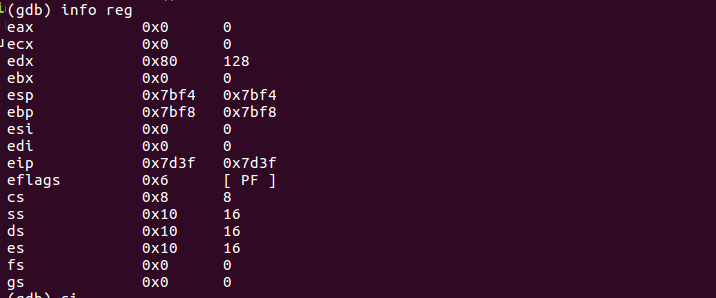 (gdb) info reg
eax 0x0 0
ecx 0x0 0
edx 0x80 128
ebx 0x0 0
esp 0x7bf4 0x7bf4
ebp 0x7bf8 0x7bf8
esi 0x0 0
edi 0x0 0
eip 0x7d3f 0x7d3f
eflags 0x6 [ PF ]
cs 0x8 8
ss 0x10 16
ds 0x10 16
es 0x10 16
fs 0x0 0
gs 0x0 0
(gdb) si